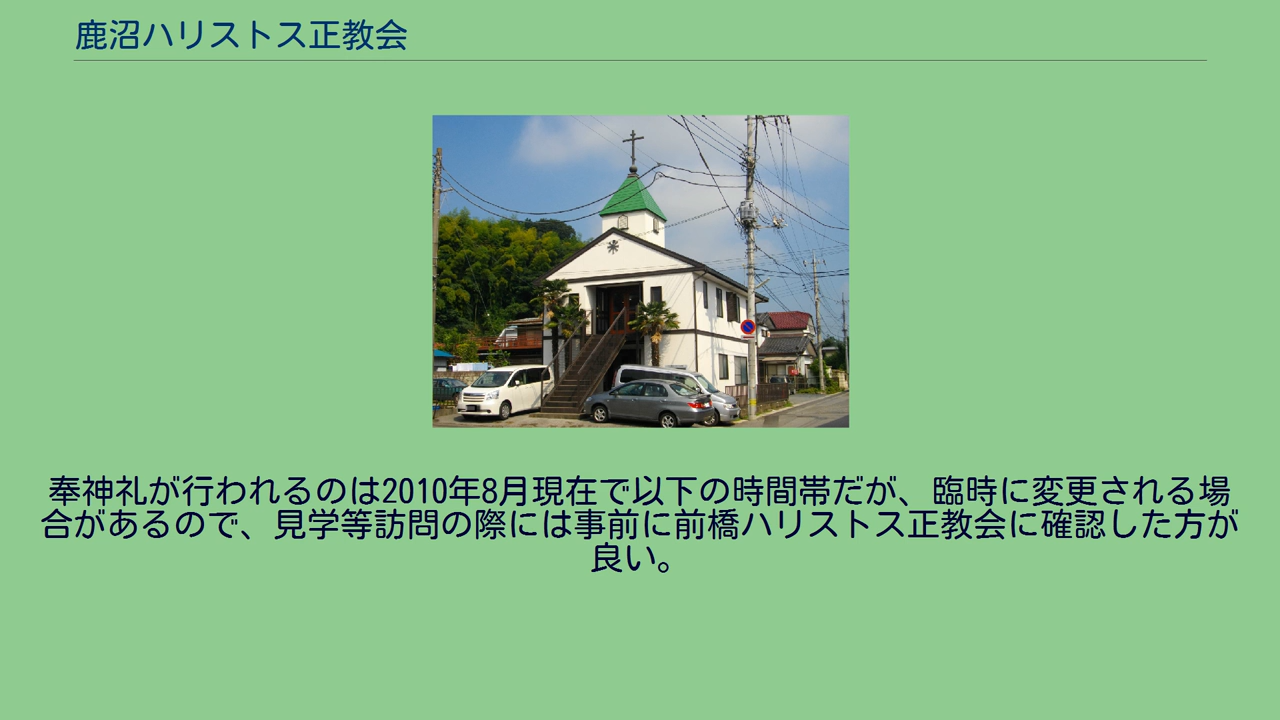 鹿沼ハリストス正教会
奉神礼が行われるのは2010年8月現在で以下の時間帯だが、臨時に変更される場
合があるので、見学等訪問の際には事前に前橋ハリストス正教会に確認した方が
良い。